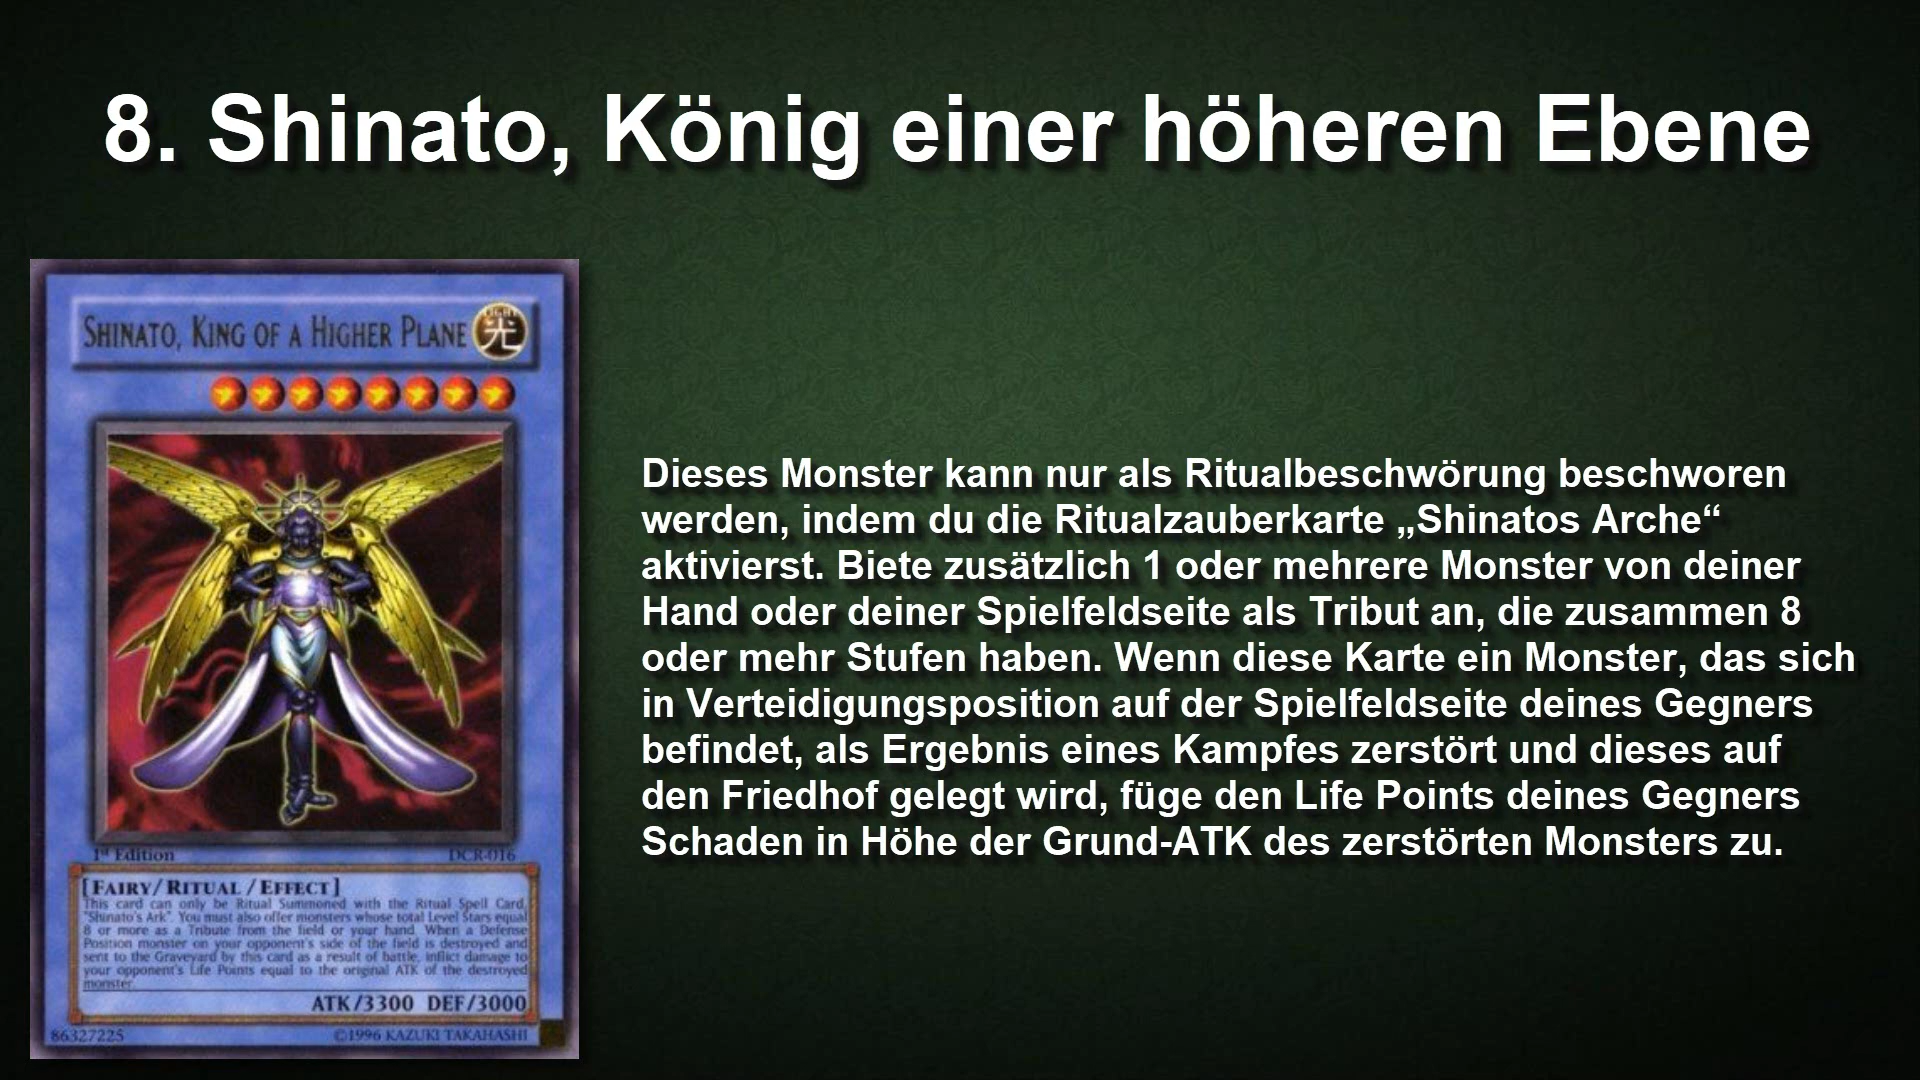 8. Shinato, König einer höheren Ebene
SHINATO, KING OF A HIGHER PLANE
LIGHT
光
1st Edition
DCR-016
[FAIRY/RITUAL/EFFECT]
This card can only be Ritual Summoned with the Ritual Spell Card,
"Shinato's Ark". You must also offer monsters whose total Level Stars equal
8 or more as a Tribute from the field or your hand. When a Defense
Position monster on your opponent's side of the field is destroyed and
sent to the Graveyard by this card as a result of battle, inflict damage to
your opponent's Life Points equal to the original ATK of the destroyed
monster.
ATK/3300 DEF/3000
86327225
©1996 KAZUKI TAKAHASHI
Dieses Monster kann nur als Ritualbeschwörung beschworen
werden, indem du die Ritualzauberkarte „Shinatos Arche“
aktivierst. Biete zusätzlich 1 oder mehrere Monster von deiner
Hand oder deiner Spielfeldseite als Tribut an, die zusammen 8
oder mehr Stufen haben. Wenn diese Karte ein Monster, das sich
in Verteidigungsposition auf der Spielfeldseite deines Gegners
befindet, als Ergebnis eines Kampfes zerstört und dieses auf
den Friedhof gelegt wird, füge den Life Points deines Gegners
Schaden in Höhe der Grund-ATK des zerstörten Monsters zu.